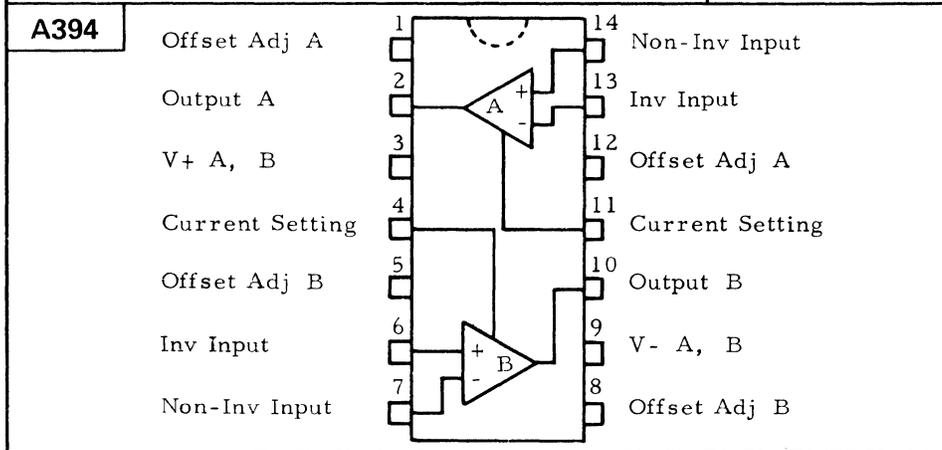 A394
1
14
Offset Adj A
Non-Inv Input
2
13
Output A
A
+
-
Inv Input
3
12
V+ A, B
Offset Adj A
4
11
Current Setting
Current Setting
5
10
Offset Adj B
Output B
6
9
Inv Input
+
-
B
V- A, B
7
8
Non-Inv Input
Offset Adj B